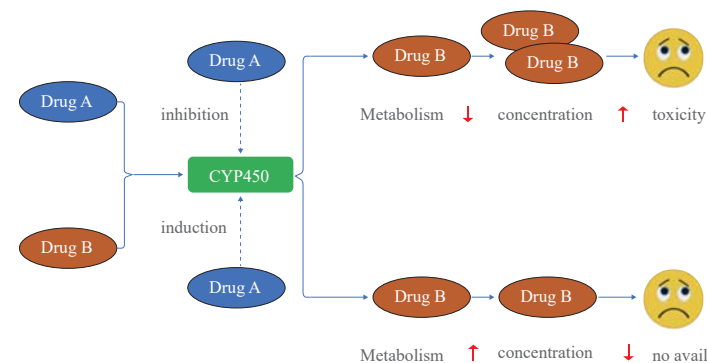 Drug A
Drug B
Drug A
inhibition
CYP450
induction
Drug A
Drug B
Drug B
Drug B
Metabolism ↓ concentration ↑ toxicity
Drug B
Drug B
Metabolism ↑ concentration ↓ no avail